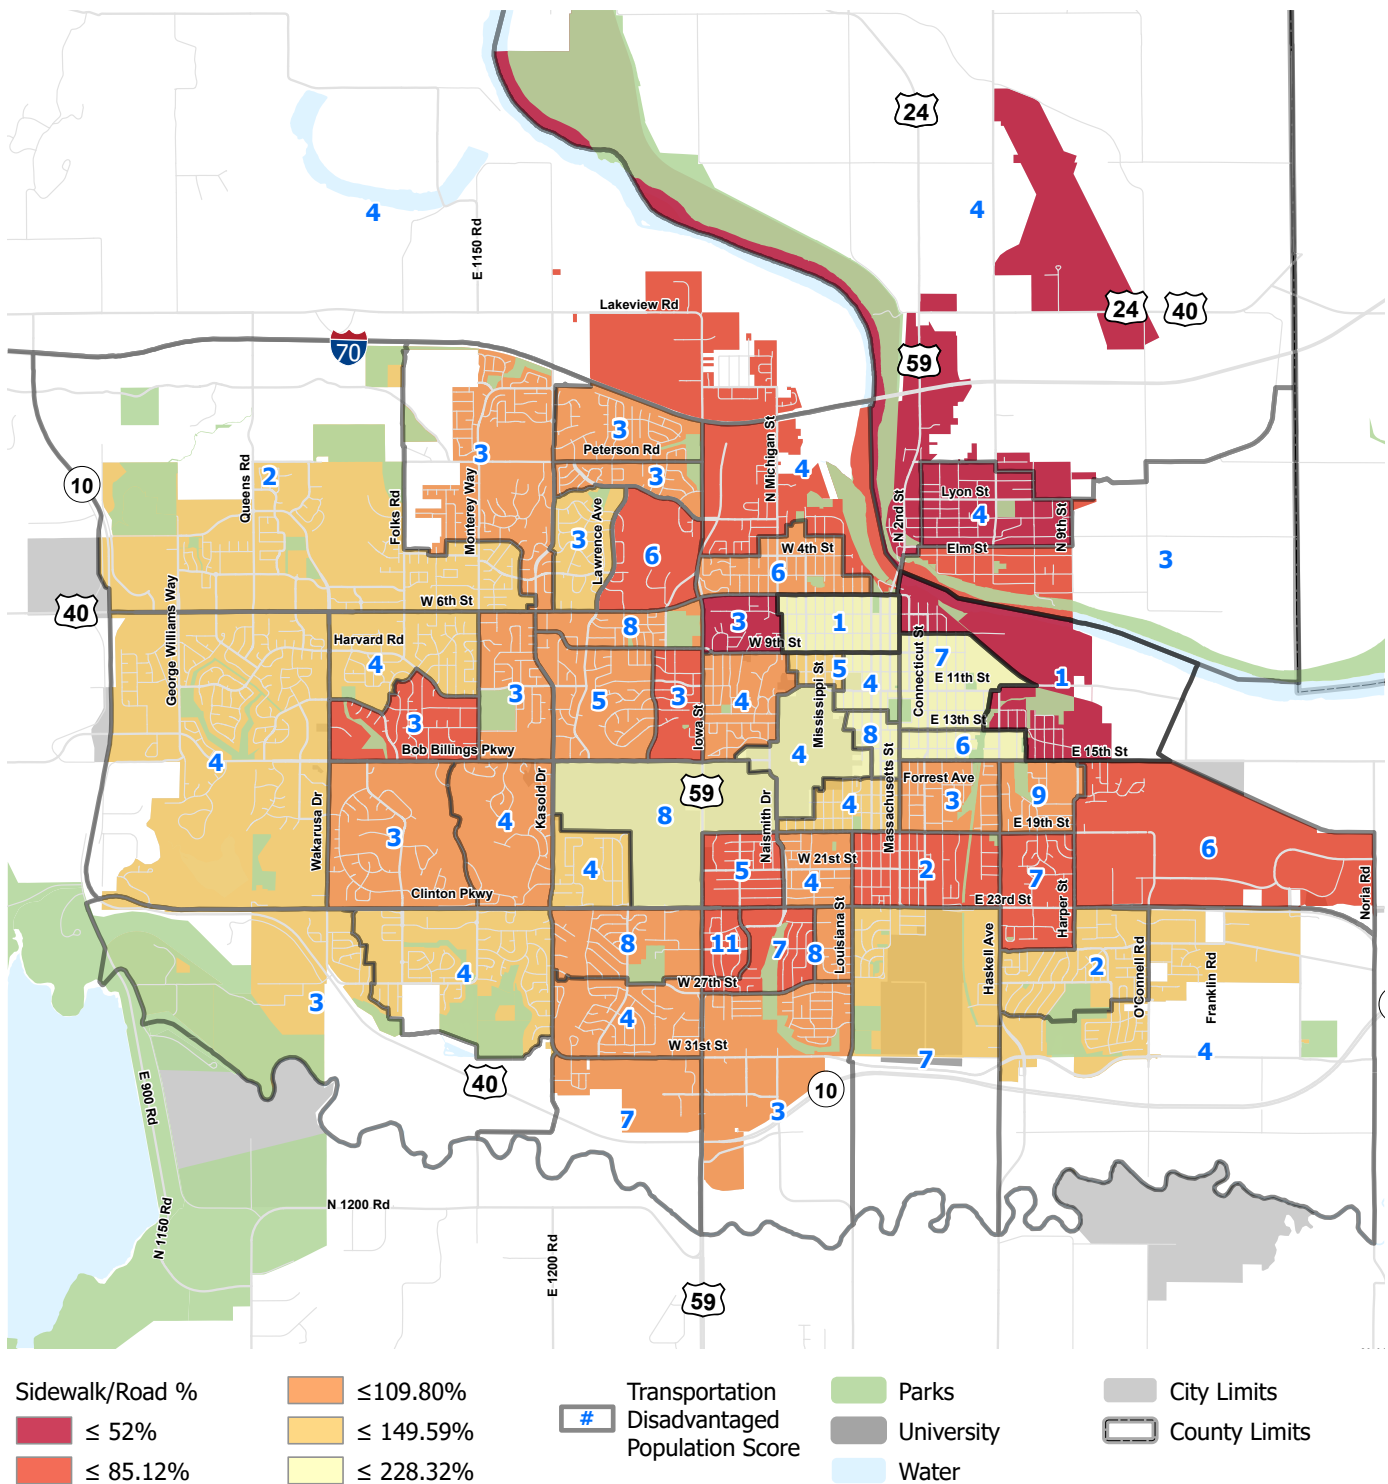 24
4
4
E 1150 Rd
Lakeview Rd
24
40
70
59
3
Peterson Rd
N Michigan St
3
3
4
2
Queens Rd
10
Folks Rd
Monterey Way
Lyon St
4
N 2nd St
N 9th St
Lawrence Ave
3
6
W 4th St
6
Elm St
3
George Williams Way
40
W 6th St
8
3
1
W 9th St
Harvard Rd
4
Connecticut St
7
E 11th St
1
Mississippi St
5
4
3
5
3
4
Iowa St
3
Bob Billings Pkwy
E 13th St
8
6
E 15th St
4
4
Massachusetts St
Forrest Ave
Wakarusa Dr
Kasold Dr
59
8
Naismith Dr
4
3
9
E 19th St
3
4
4
5
W 21st St
4
2
7
6
Clinton Pkwy
E 23rd St
Harper St
Noria Rd
8
11
7
8
Louisiana St
Haskell Ave
2
O'Connell Rd
Franklin Rd
4
3
W 27th St
4
W 31st St
7
4
40
10
E 900 Rd
7
3
N 1200 Rd
N 1150 Rd
E 1200 Rd
59
Sidewalk/Road %
≤ 52%
≤ 85.12%
≤109.80%
≤ 149.59%
≤ 228.32%
#
Transportation
Disadvantaged
Population Score
Parks
University
Water
City Limits
County Limits